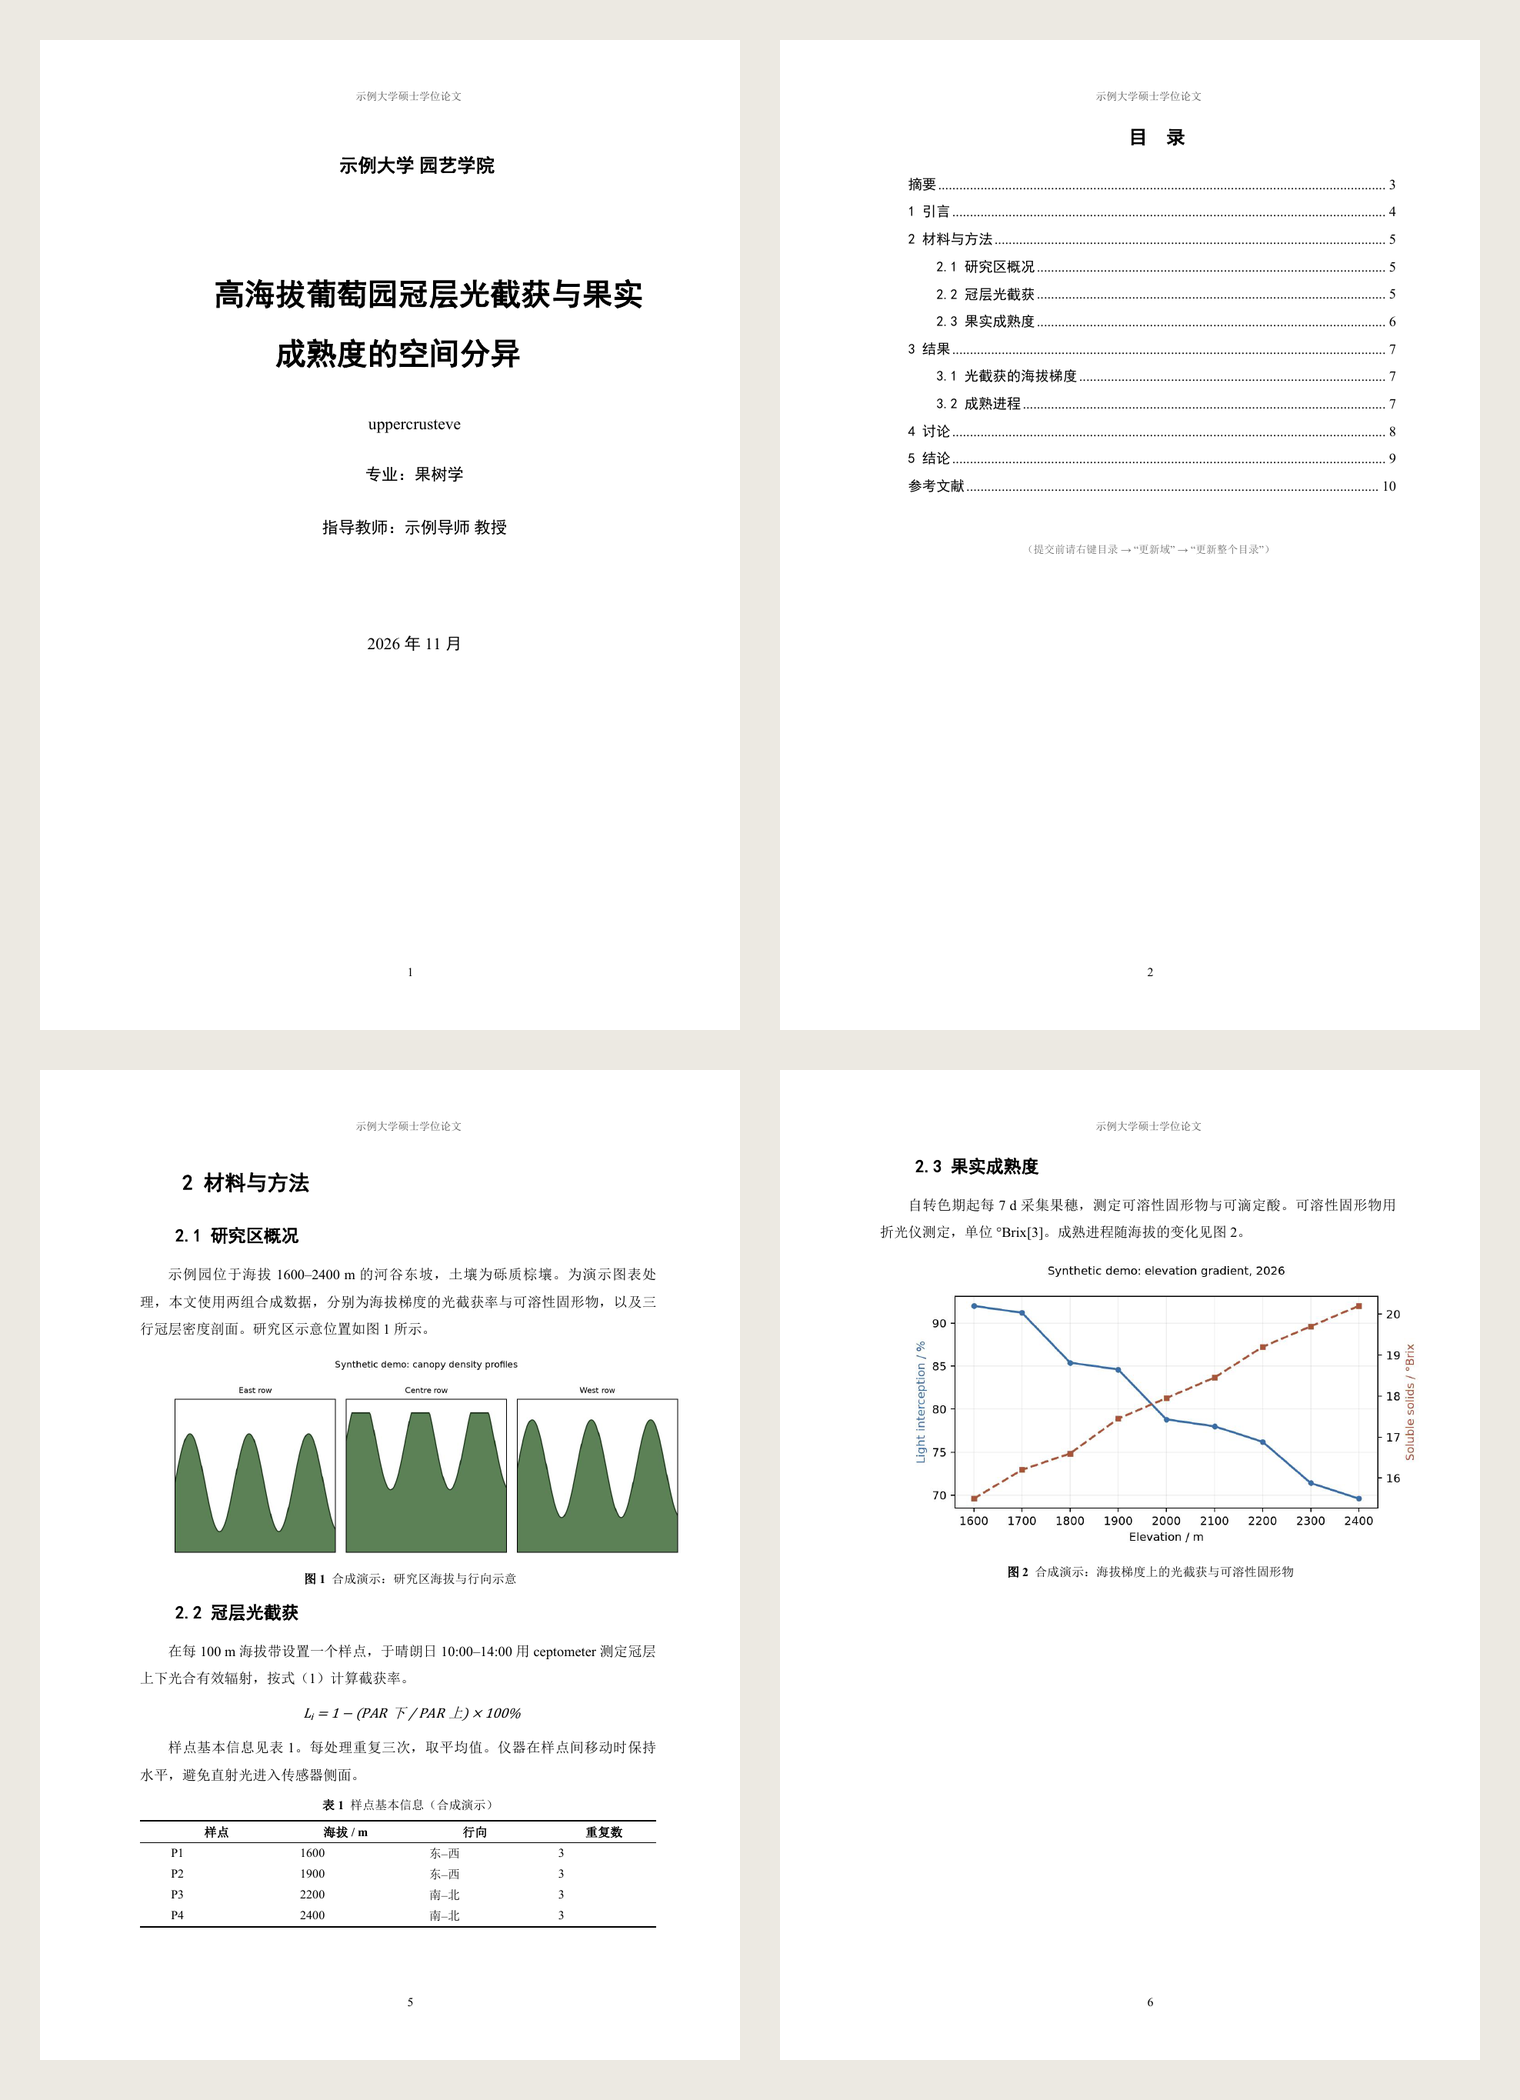 示例大学硕士学位论文
示例大学 园艺学院
高海拔葡萄园冠层光截获与果实
成熟度的空间分异
uppercrusteve
专业：果树学
指导教师：示例导师 教授
2026 年 11 月
1
示例大学硕士学位论文
目 录
摘要 3
1 引言 4
2 材料与方法 5
2.1 研究区概况 5
2.2 冠层光截获 5
2.3 果实成熟度 6
3 结果 7
3.1 光截获的海拔梯度 7
3.2 成熟进程 7
4 讨论 8
5 结论 9
参考文献 10
（提交前请右键目录 → “更新域” → “更新整个目录”）
2
示例大学硕士学位论文
2 材料与方法
2.1 研究区概况
示例园位于海拔 1600–2400 m 的河谷东坡，土壤为砾质棕壤。为演示图表处
理，本文使用两组合成数据，分别为海拔梯度的光截获率与可溶性固形物，以及三
行冠层密度剖面。研究区示意位置如图 1 所示。
Synthetic demo: canopy density profiles
East row Centre row West row
图 1 合成演示：研究区海拔与行向示意
2.2 冠层光截获
在每 100 m 海拔带设置一个样点，于晴朗日 10:00–14:00 用 ceptometer 测定冠层
上下光合有效辐射，按式（1）计算截获率。
Lᵢ = 1 − (PAR 下 / PAR 上) × 100%
样点基本信息见表 1。每处理重复三次，取平均值。仪器在样点间移动时保持
水平，避免直射光进入传感器侧面。
表 1 样点基本信息（合成演示）
样点 海拔 / m 行向 重复数
P1 1600 东–西 3
P2 1900 东–西 3
P3 2200 南–北 3
P4 2400 南–北 3
5
示例大学硕士学位论文
2.3 果实成熟度
自转色期起每 7 d 采集果穗，测定可溶性固形物与可滴定酸。可溶性固形物用
折光仪测定，单位 °Brix[3]。成熟进程随海拔的变化见图 2。
Synthetic demo: elevation gradient, 2026
Light interception / %
90
85
80
75
70
20
19
18
17
16
Soluble solids / °Brix
1600 1700 1800 1900 2000 2100 2200 2300 2400
Elevation / m
图 2 合成演示：海拔梯度上的光截获与可溶性固形物
6